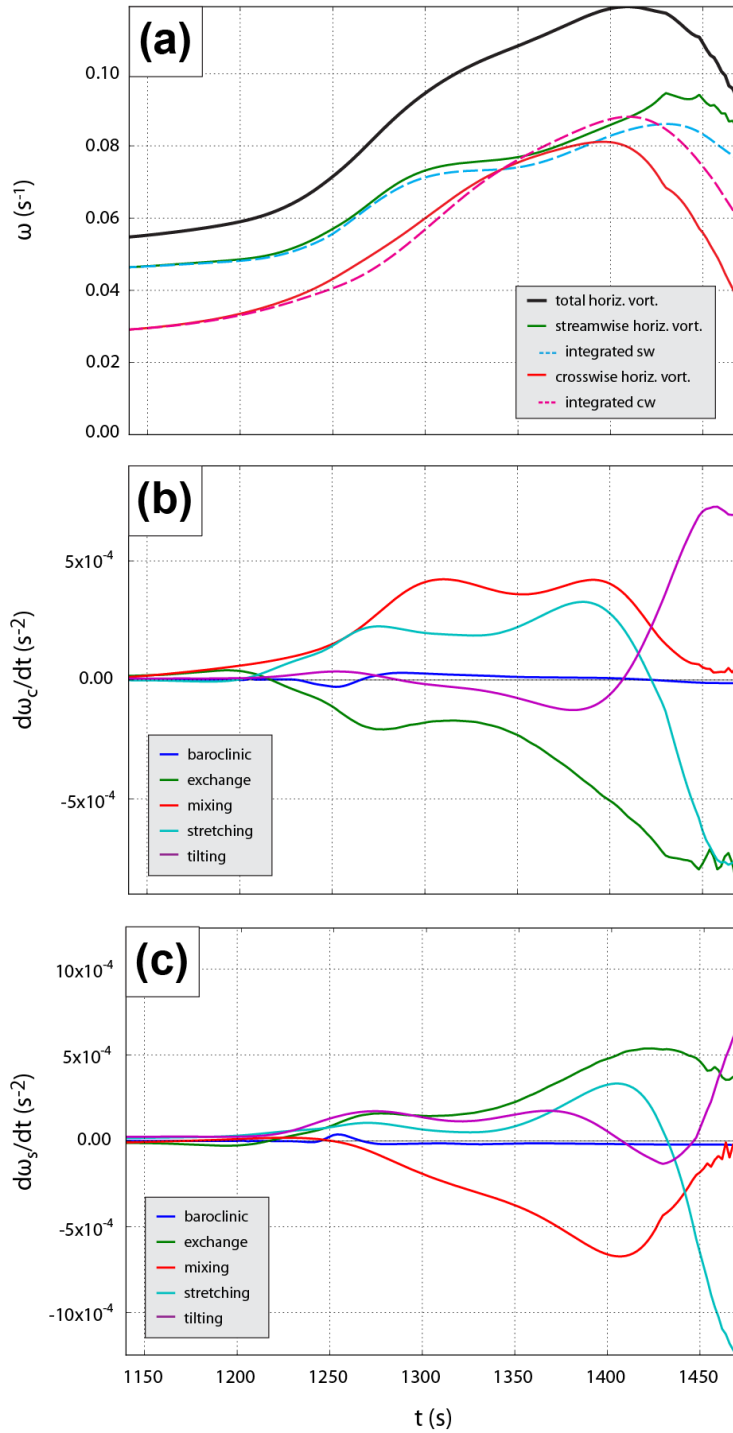 (a)
0.10
0.08
0.06
0.04
0.02
0.00
ω (s⁻¹)
total horiz. vort.
streamwise horiz. vort.
integrated sw
crosswise horiz. vort.
integrated cw
(b)
5x10⁻⁴
0.00
-5x10⁻⁴
dω꜀/dt (s⁻²)
baroclinic
exchange
mixing
stretching
tilting
(c)
10x10⁻⁴
5x10⁻⁴
0.00
-5x10⁻⁴
-10x10⁻⁴
dωₛ/dt (s⁻²)
baroclinic
exchange
mixing
stretching
tilting
1150 1200 1250 1300 1350 1400 1450
t (s)